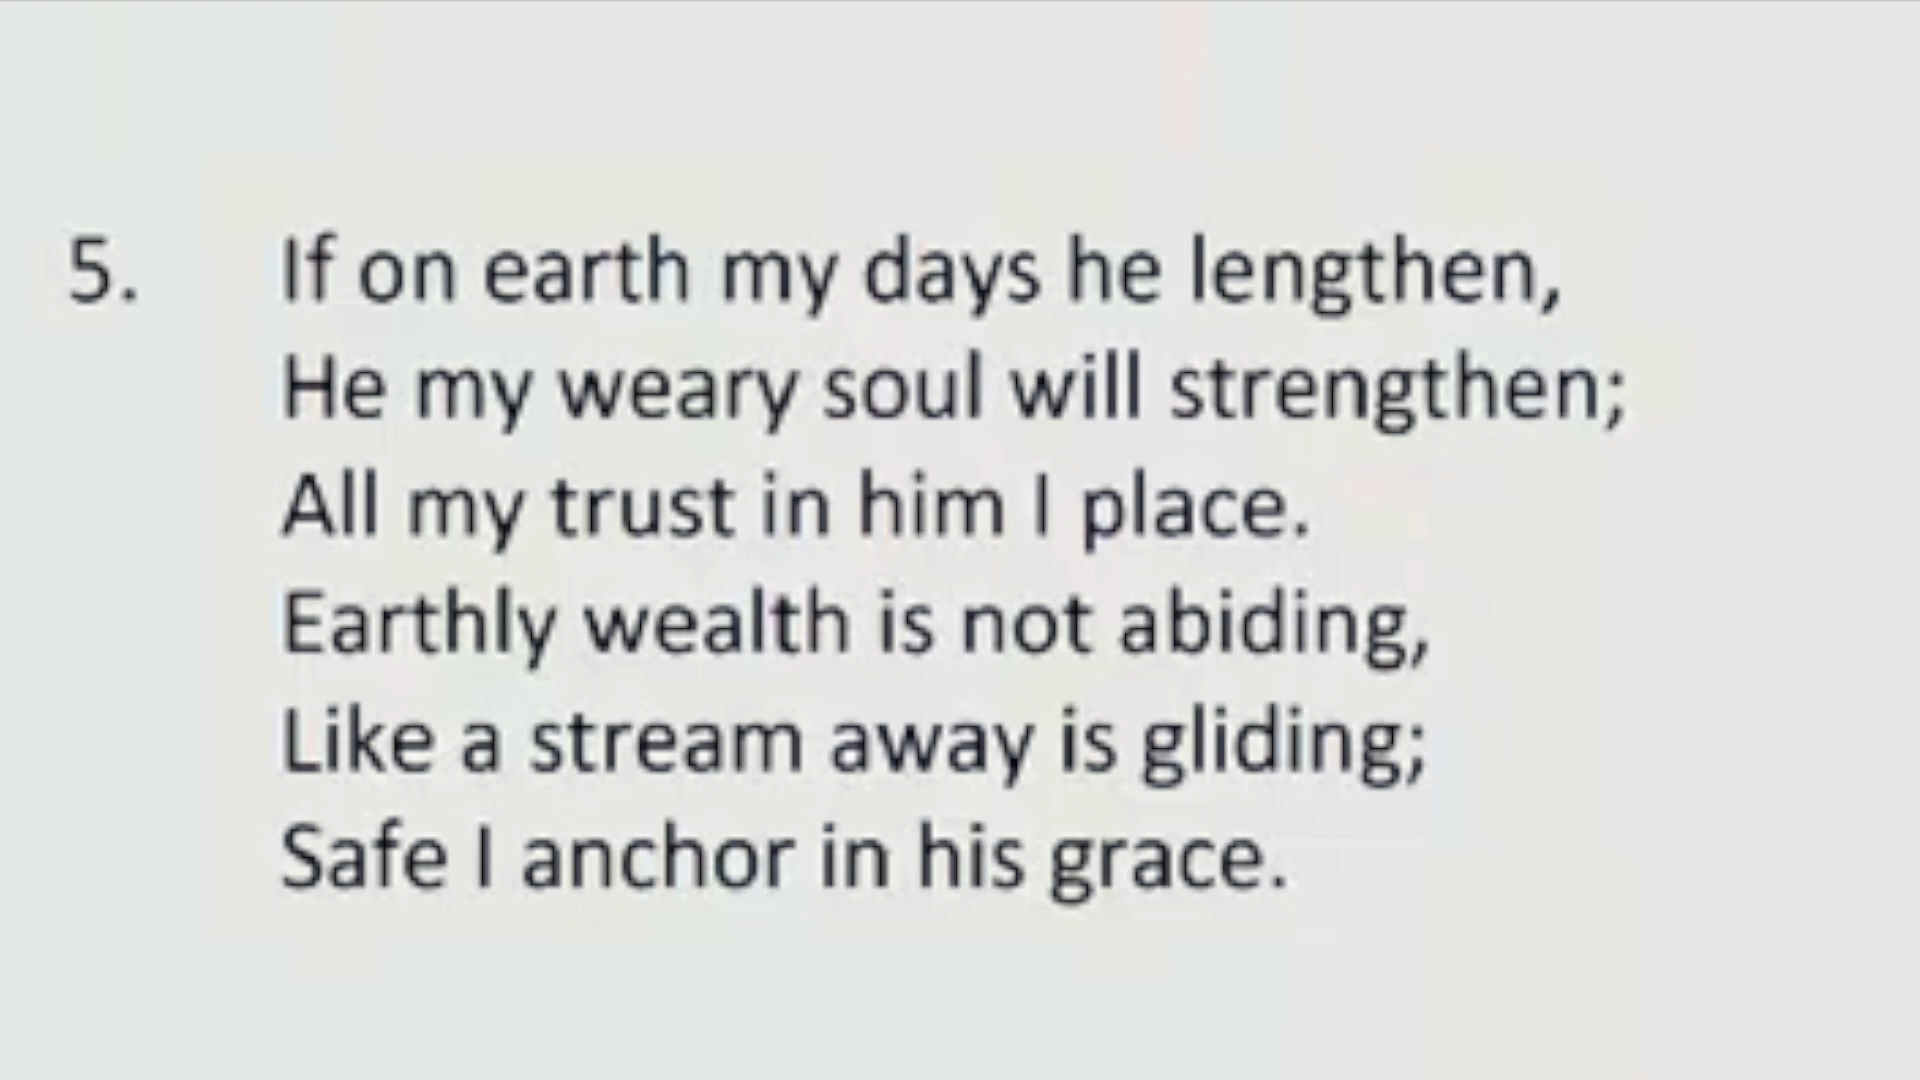 5. If on earth my days he lengthen,
He my weary soul will strengthen;
All my trust in him I place.
Earthly wealth is not abiding,
Like a stream away is gliding;
Safe I anchor in his grace.